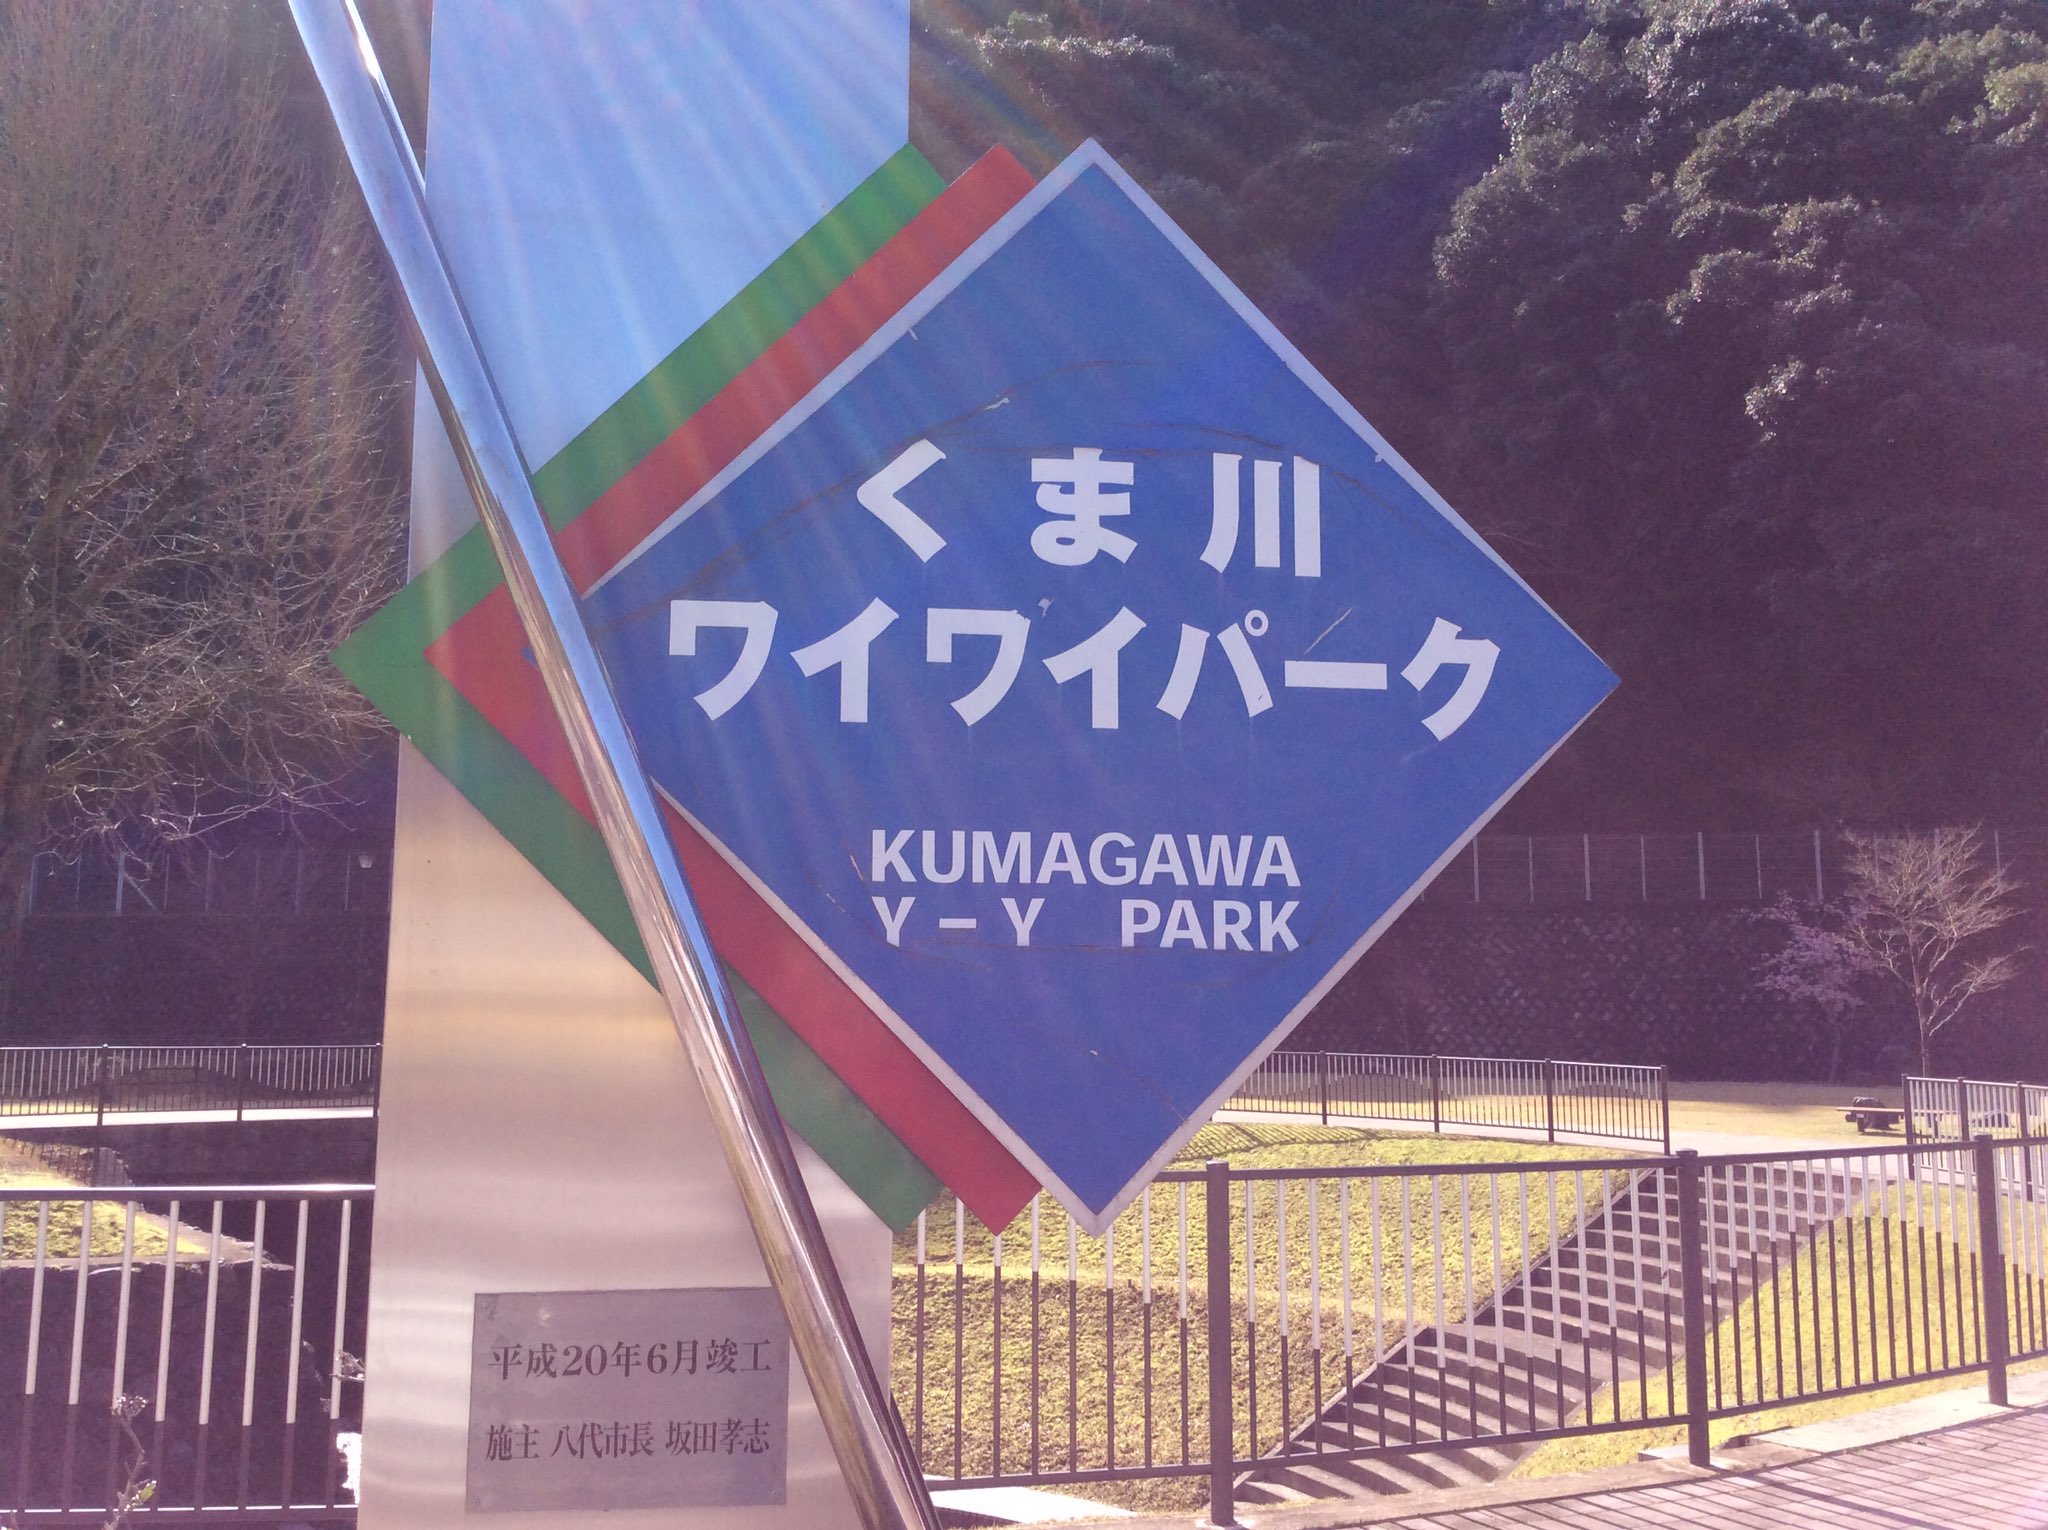 くま川
ワイワイパーク
KUMAGAWA
Y－Y PARK
平成20年6月竣工
施主 八代市長 坂田孝志